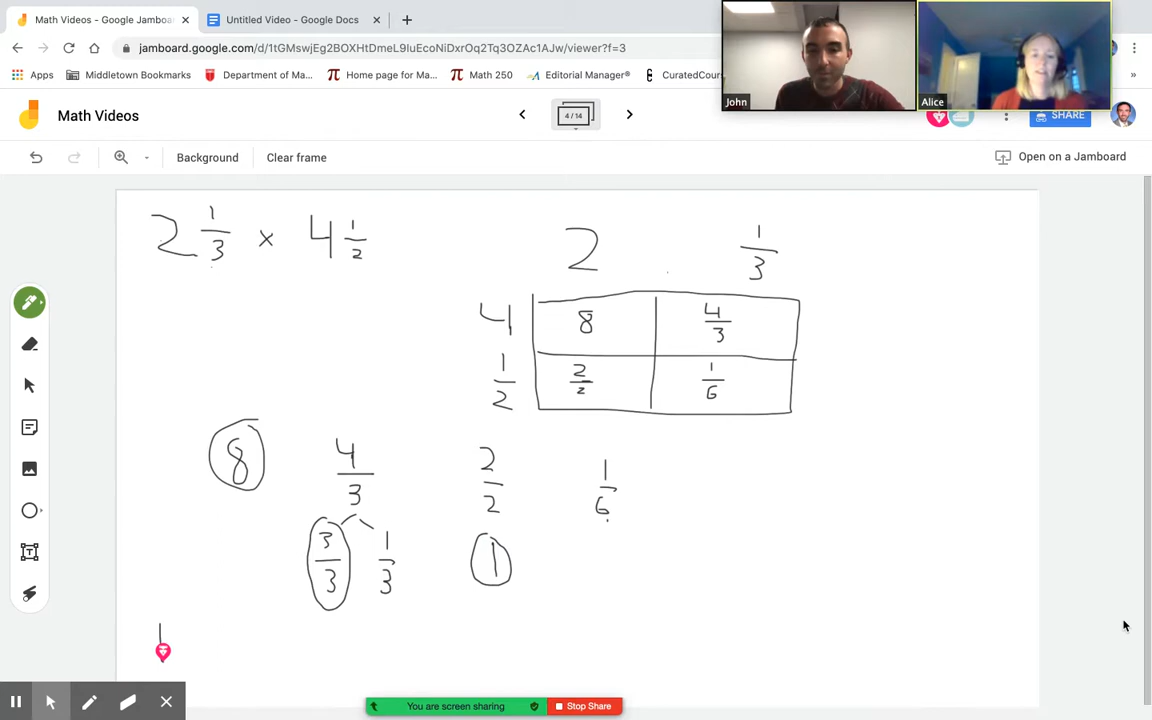 Math Videos - Google Jamboa
Untitled Video - Google Docs
jamboard.google.com/d/1tGMswjEg2BOXHtDmeL9IuEcoNiDxrOq2Tq3OZAc1AJw/viewer?f=3
Apps
Middletown Bookmarks
Department of Ma...
Home page for Ma...
Math 250
Editorial Manager®
CuratedCour
»
John
Alice
Math Videos
4 / 14
SHARE
Background
Clear frame
Open on a Jamboard
2 1/3 × 4 1/2
2 1/3
4 8 4/3
1/2 2/2 1/6
8 4/3 2/2 1/6
3/3 1/3 1
1
You are screen sharing
Stop Share